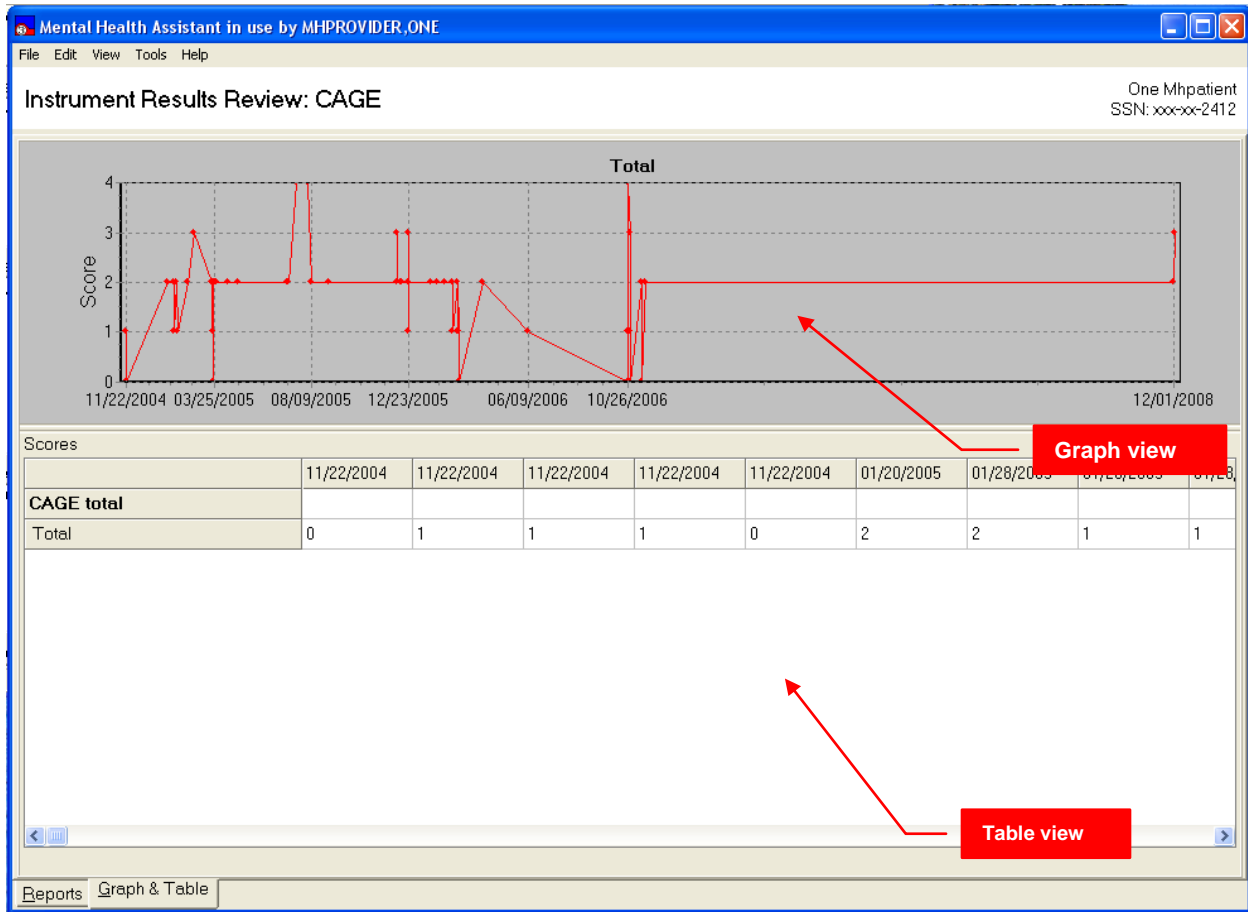 Mental Health Assistant in use by MHPROVIDER,ONE
File Edit View Tools Help
Instrument Results Review: CAGE
One Mhpatient
SSN: xxx-xx-2412
Total
4
3
2
1
0
Score
11/22/2004 03/25/2005 08/09/2005 12/23/2005 06/09/2006 10/26/2006 12/01/2008
Graph view
Scores
11/22/2004 11/22/2004 11/22/2004 11/22/2004 11/22/2004 01/20/2005 01/28/2005
CAGE total
Total 0 1 1 1 0 2 2 1 1
Table view
Reports Graph & Table